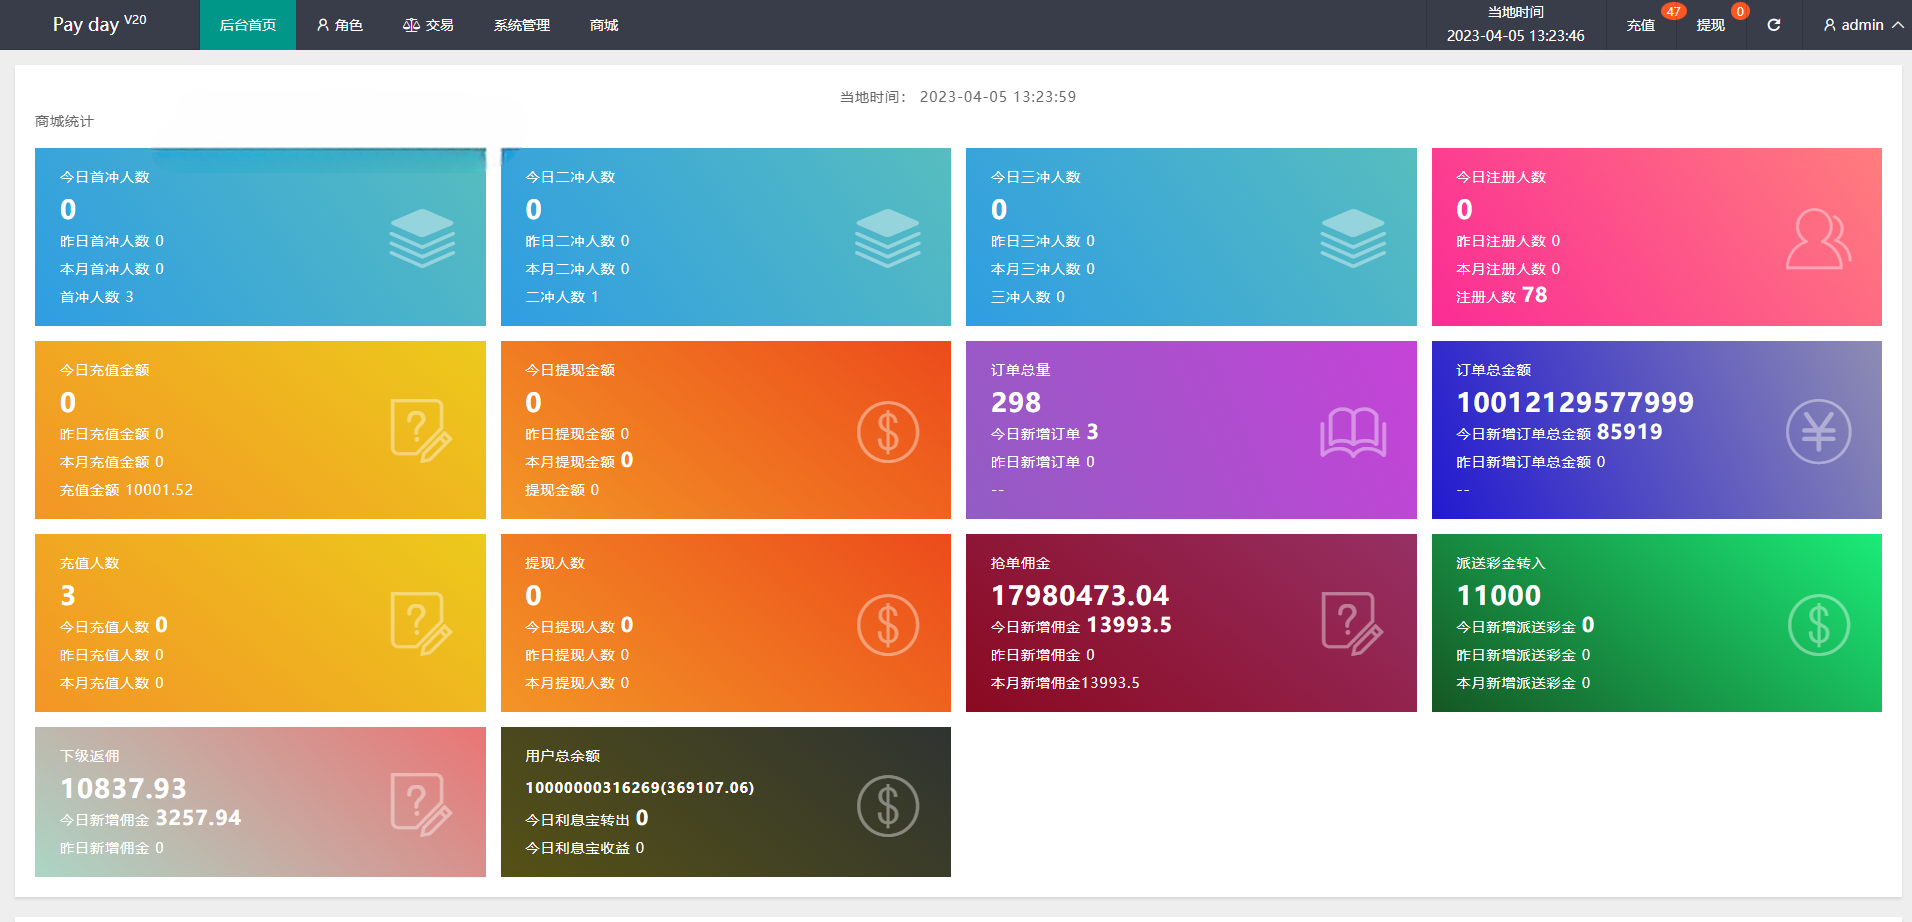 Pay day V20
后台首页
角色
交易
系统管理
商城
当地时间
2023-04-05 13:23:46
充值
47
提现
0
admin
当地时间： 2023-04-05 13:23:59
商城统计
今日首冲人数
0
昨日首冲人数 0
本月首冲人数 0
首冲人数 3
今日二冲人数
0
昨日二冲人数 0
本月二冲人数 0
二冲人数 1
今日三冲人数
0
昨日三冲人数 0
本月三冲人数 0
三冲人数 0
今日注册人数
0
昨日注册人数 0
本月注册人数 0
注册人数 78
今日充值金额
0
昨日充值金额 0
本月充值金额 0
充值金额 10001.52
今日提现金额
0
昨日提现金额 0
本月提现金额 0
提现金额 0
订单总量
298
今日新增订单 3
昨日新增订单 0
--
订单总金额
10012129577999
今日新增订单总金额 85919
昨日新增订单总金额 0
--
充值人数
3
今日充值人数 0
昨日充值人数 0
本月充值人数 0
提现人数
0
今日提现人数 0
昨日提现人数 0
本月提现人数 0
抢单佣金
17980473.04
今日新增佣金 13993.5
昨日新增佣金 0
本月新增佣金13993.5
派送彩金转入
11000
今日新增派送彩金 0
昨日新增派送彩金 0
本月新增派送彩金 0
下级返佣
10837.93
今日新增佣金 3257.94
昨日新增佣金 0
用户总余额
10000000316269(369107.06)
今日利息宝转出 0
今日利息宝收益 0